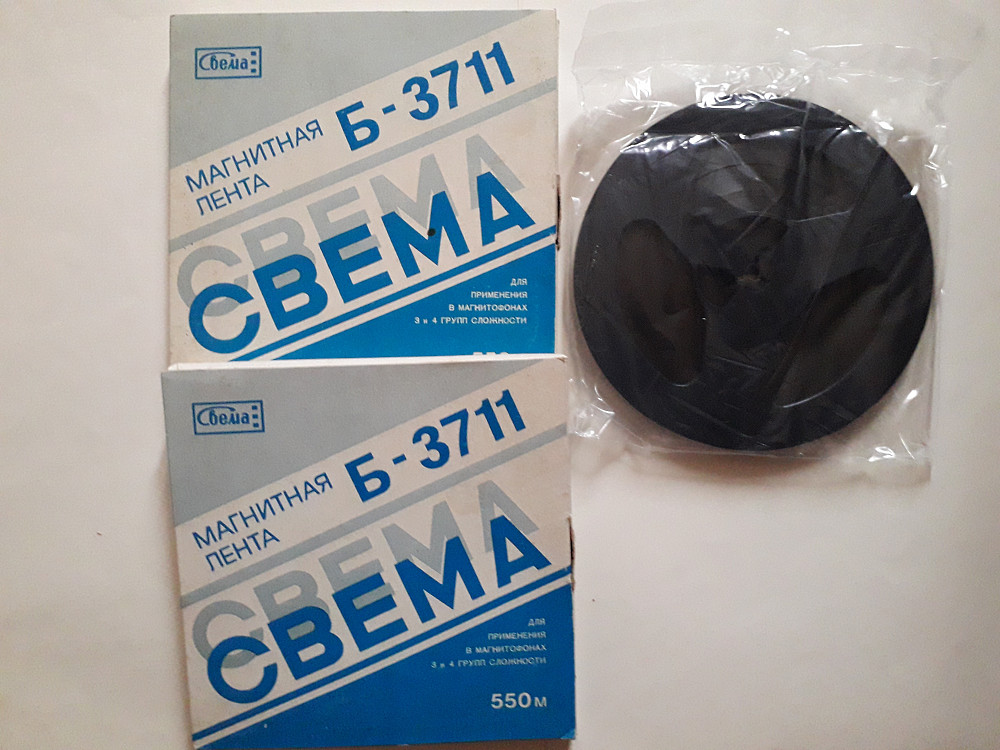 Свема
МАГНИТНАЯ Б-3711
ЛЕНТА
СВЕМА
СВЕМА
ДЛЯ
ПРИМЕНЕНИЯ
В МАГНИТОФОНАХ
3 и 4 ГРУПП СЛОЖНОСТИ
Свема
МАГНИТНАЯ Б-3711
ЛЕНТА
СВЕМА
СВЕМА
ДЛЯ
ПРИМЕНЕНИЯ
В МАГНИТОФОНАХ
3 и 4 ГРУПП СЛОЖНОСТИ
550 м